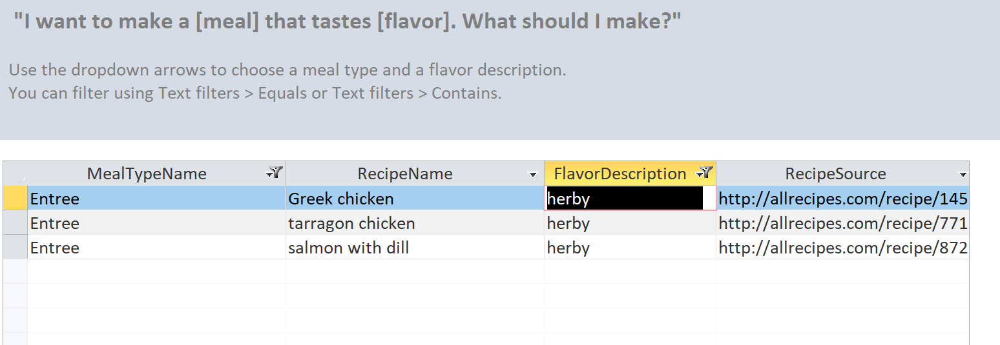 "I want to make a [meal] that tastes [flavor]. What should I make?"
Use the dropdown arrows to choose a meal type and a flavor description.
You can filter using Text filters > Equals or Text filters > Contains.
MealTypeName RecipeName FlavorDescription RecipeSource
Entree Greek chicken herby http://allrecipes.com/recipe/145
Entree tarragon chicken herby http://allrecipes.com/recipe/771
Entree salmon with dill herby http://allrecipes.com/recipe/872